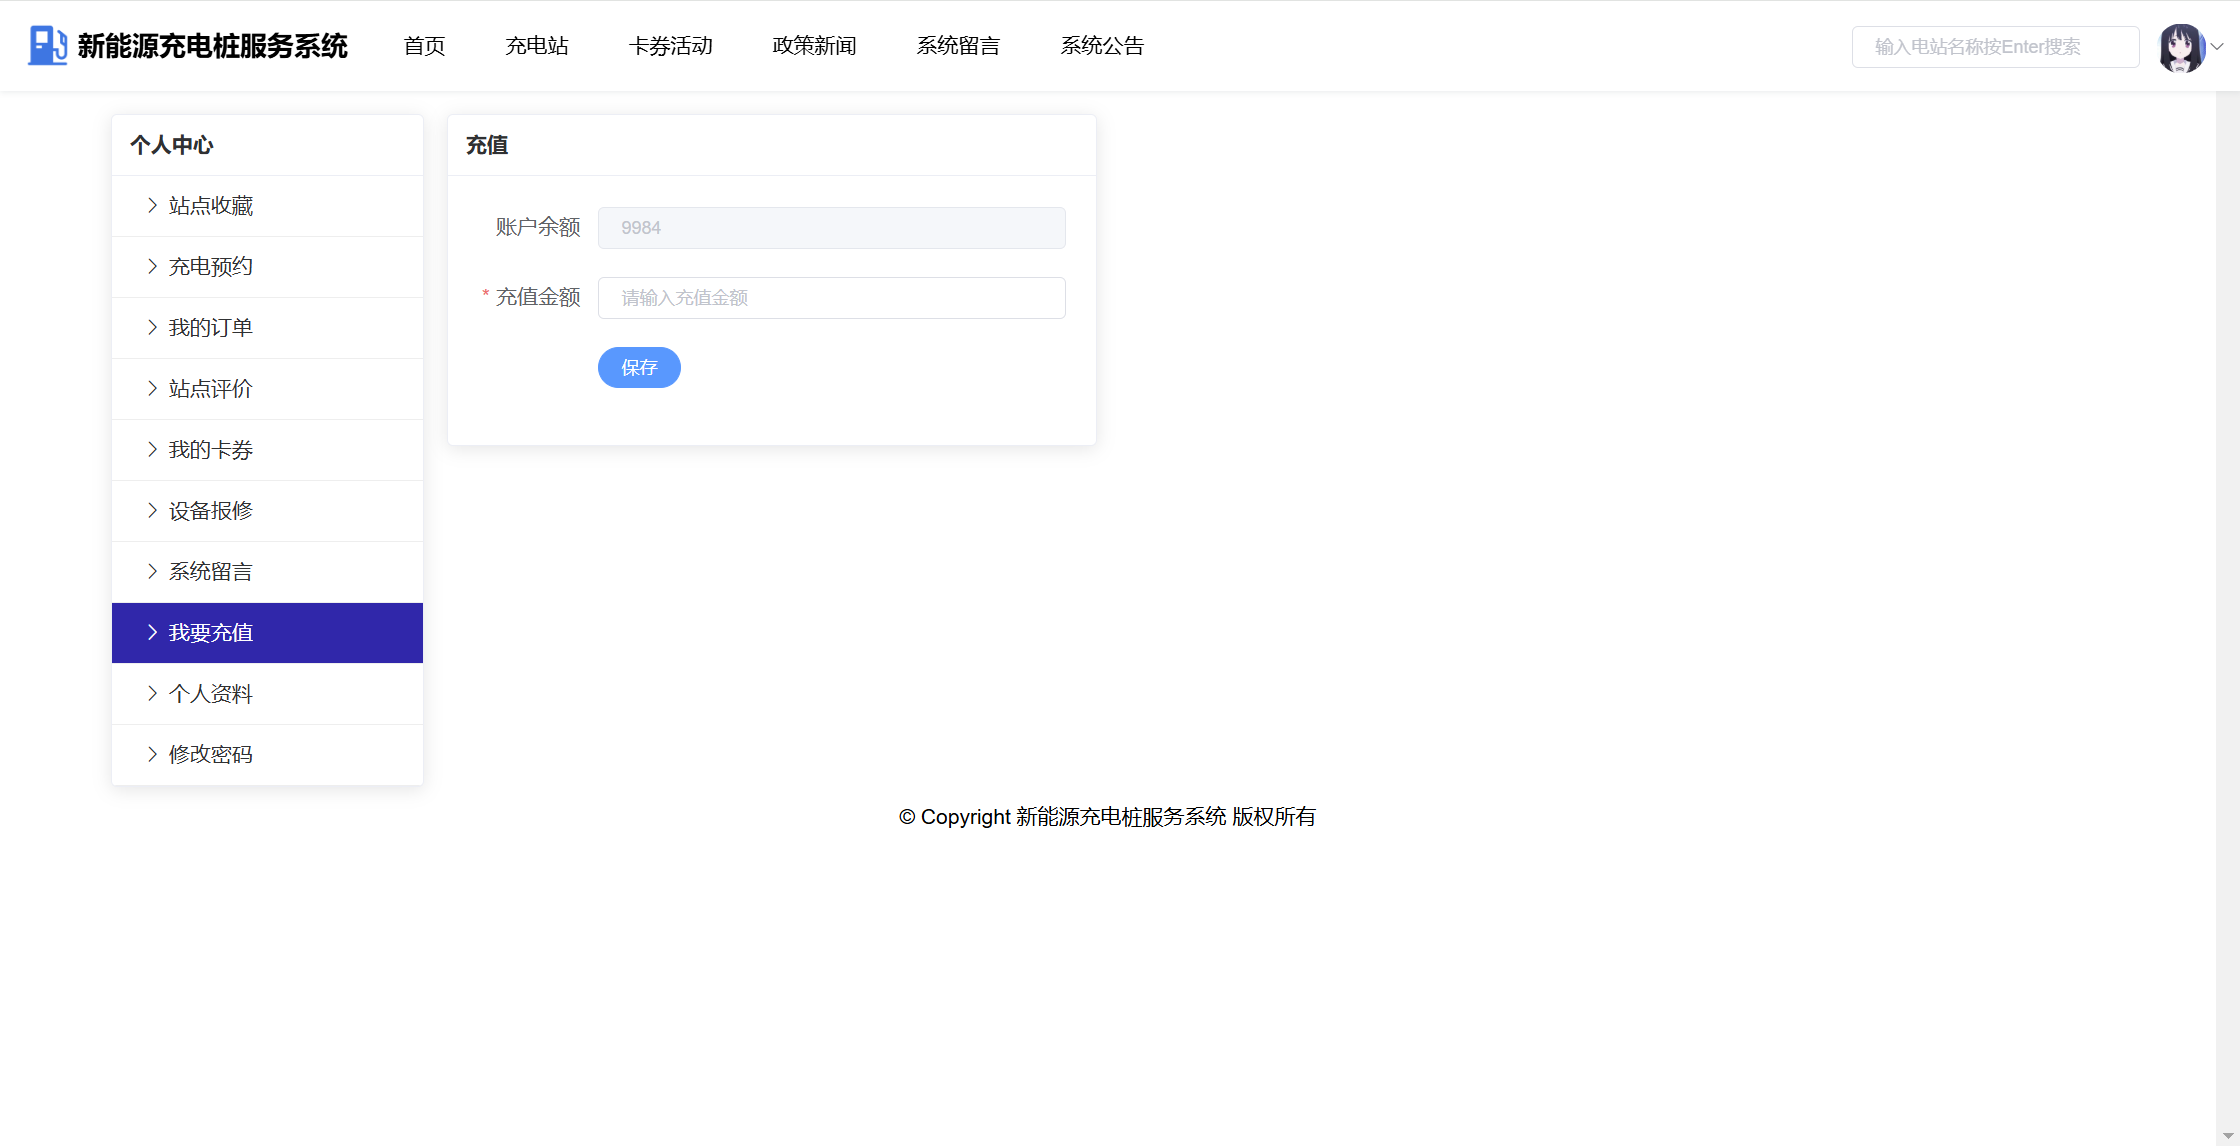 新能源充电桩服务系统
首页
充电站
卡券活动
政策新闻
系统留言
系统公告
输入电站名称按Enter搜索
个人中心
站点收藏
充电预约
我的订单
站点评价
我的卡券
设备报修
系统留言
我要充值
个人资料
修改密码
充值
账户余额
9984
* 充值金额
请输入充值金额
保存
© Copyright 新能源充电桩服务系统 版权所有